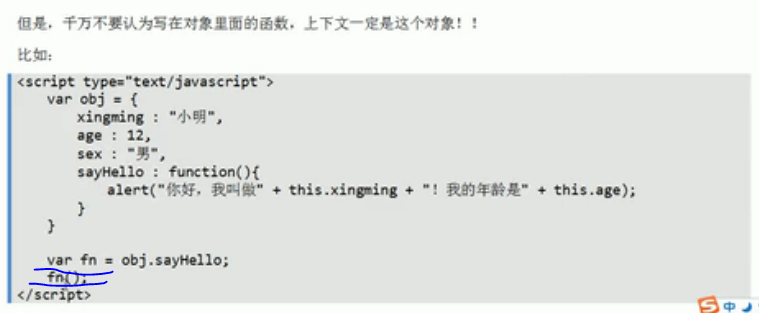 但是，千万不要认为写在对象里面的函数，上下文一定是这个对象！！
比如：
<script type="text/javascript">
var obj = {
xingming : "小明",
age : 12,
sex : "男",
sayHello : function(){
alert("你好，我叫做" + this.xingming + "！我的年龄是" + this.age);
}
}
var fn = obj.sayHello;
fn();
</script>
S 中